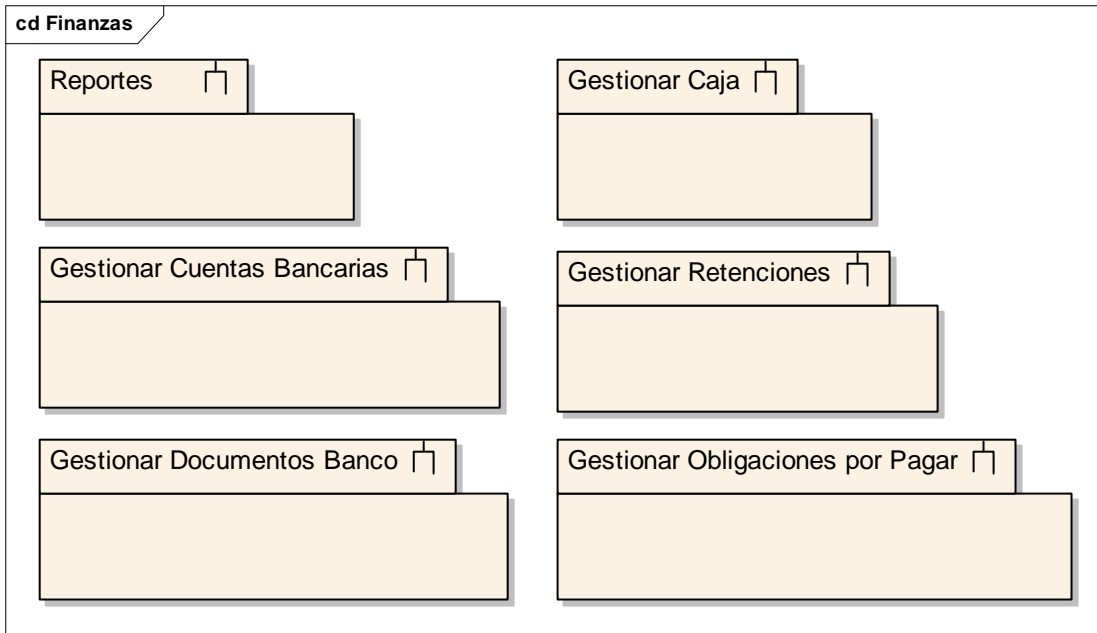 cd Finanzas
Reportes
Gestionar Caja
Gestionar Cuentas Bancarias
Gestionar Retenciones
Gestionar Documentos Banco
Gestionar Obligaciones por Pagar